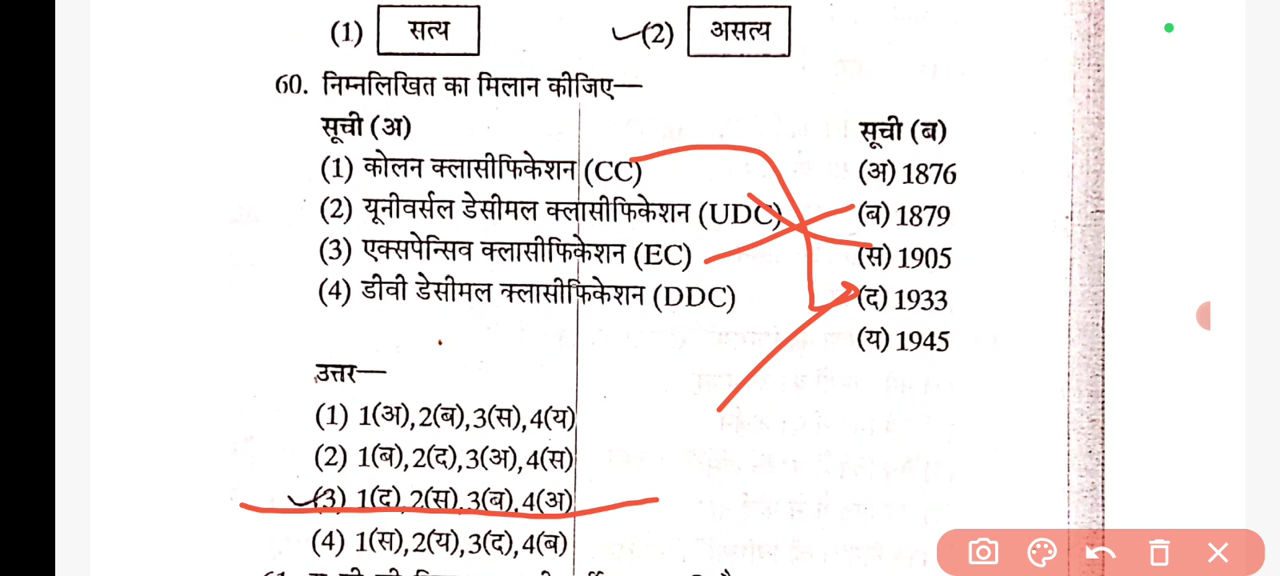 (1) सत्य (2) असत्य
60. निम्नलिखित का मिलान कीजिए—
सूची (अ) सूची (ब)
(1) कोलन क्लासीफिकेशन (CC) (अ) 1876
(2) यूनीवर्सल डेसीमल क्लासीफिकेशन (UDC) (ब) 1879
(3) एक्सपेन्सिव क्लासीफिकेशन (EC) (स) 1905
(4) डीवी डेसीमल क्लासीफिकेशन (DDC) (द) 1933
(य) 1945
उत्तर—
(1) 1(अ), 2(ब), 3(स), 4(य)
(2) 1(ब), 2(द), 3(अ), 4(स)
(3) 1(द), 2(स), 3(ब), 4(अ)
(4) 1(स), 2(य), 3(द), 4(ब)